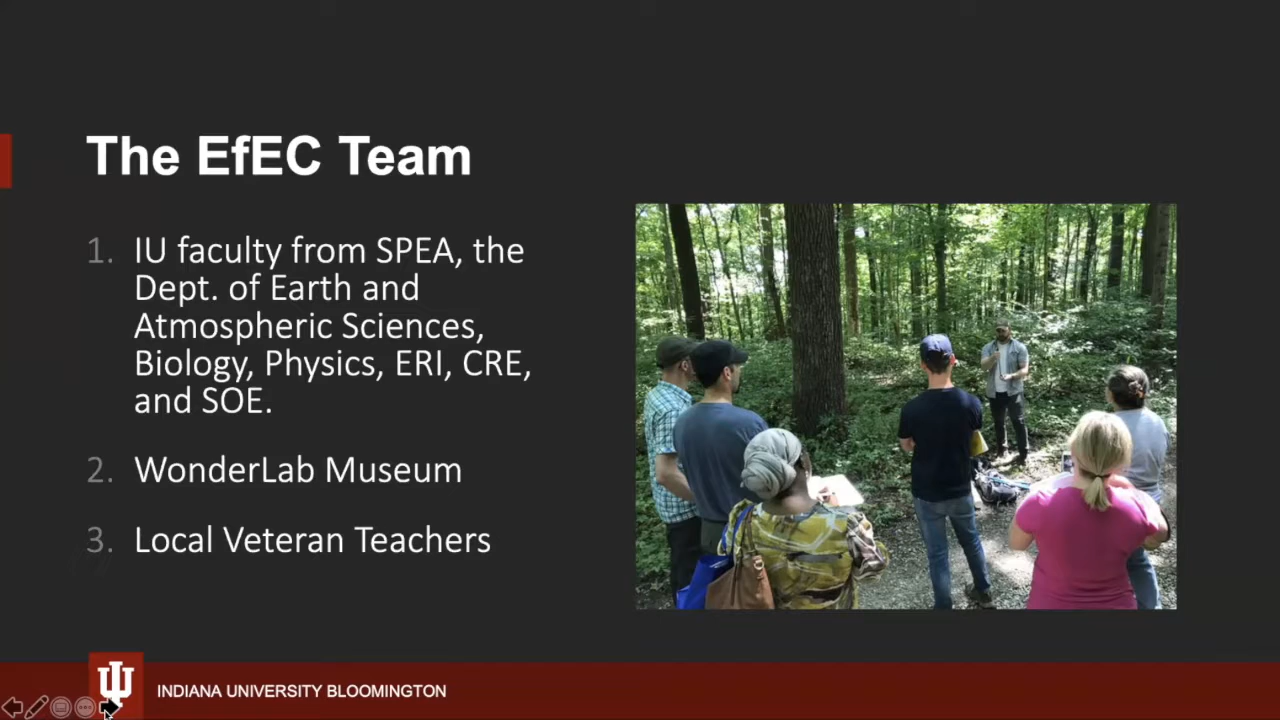 The EfEC Team
1. IU faculty from SPEA, the
Dept. of Earth and
Atmospheric Sciences,
Biology, Physics, ERI, CRE,
and SOE.
2. WonderLab Museum
3. Local Veteran Teachers
INDIANA UNIVERSITY BLOOMINGTON